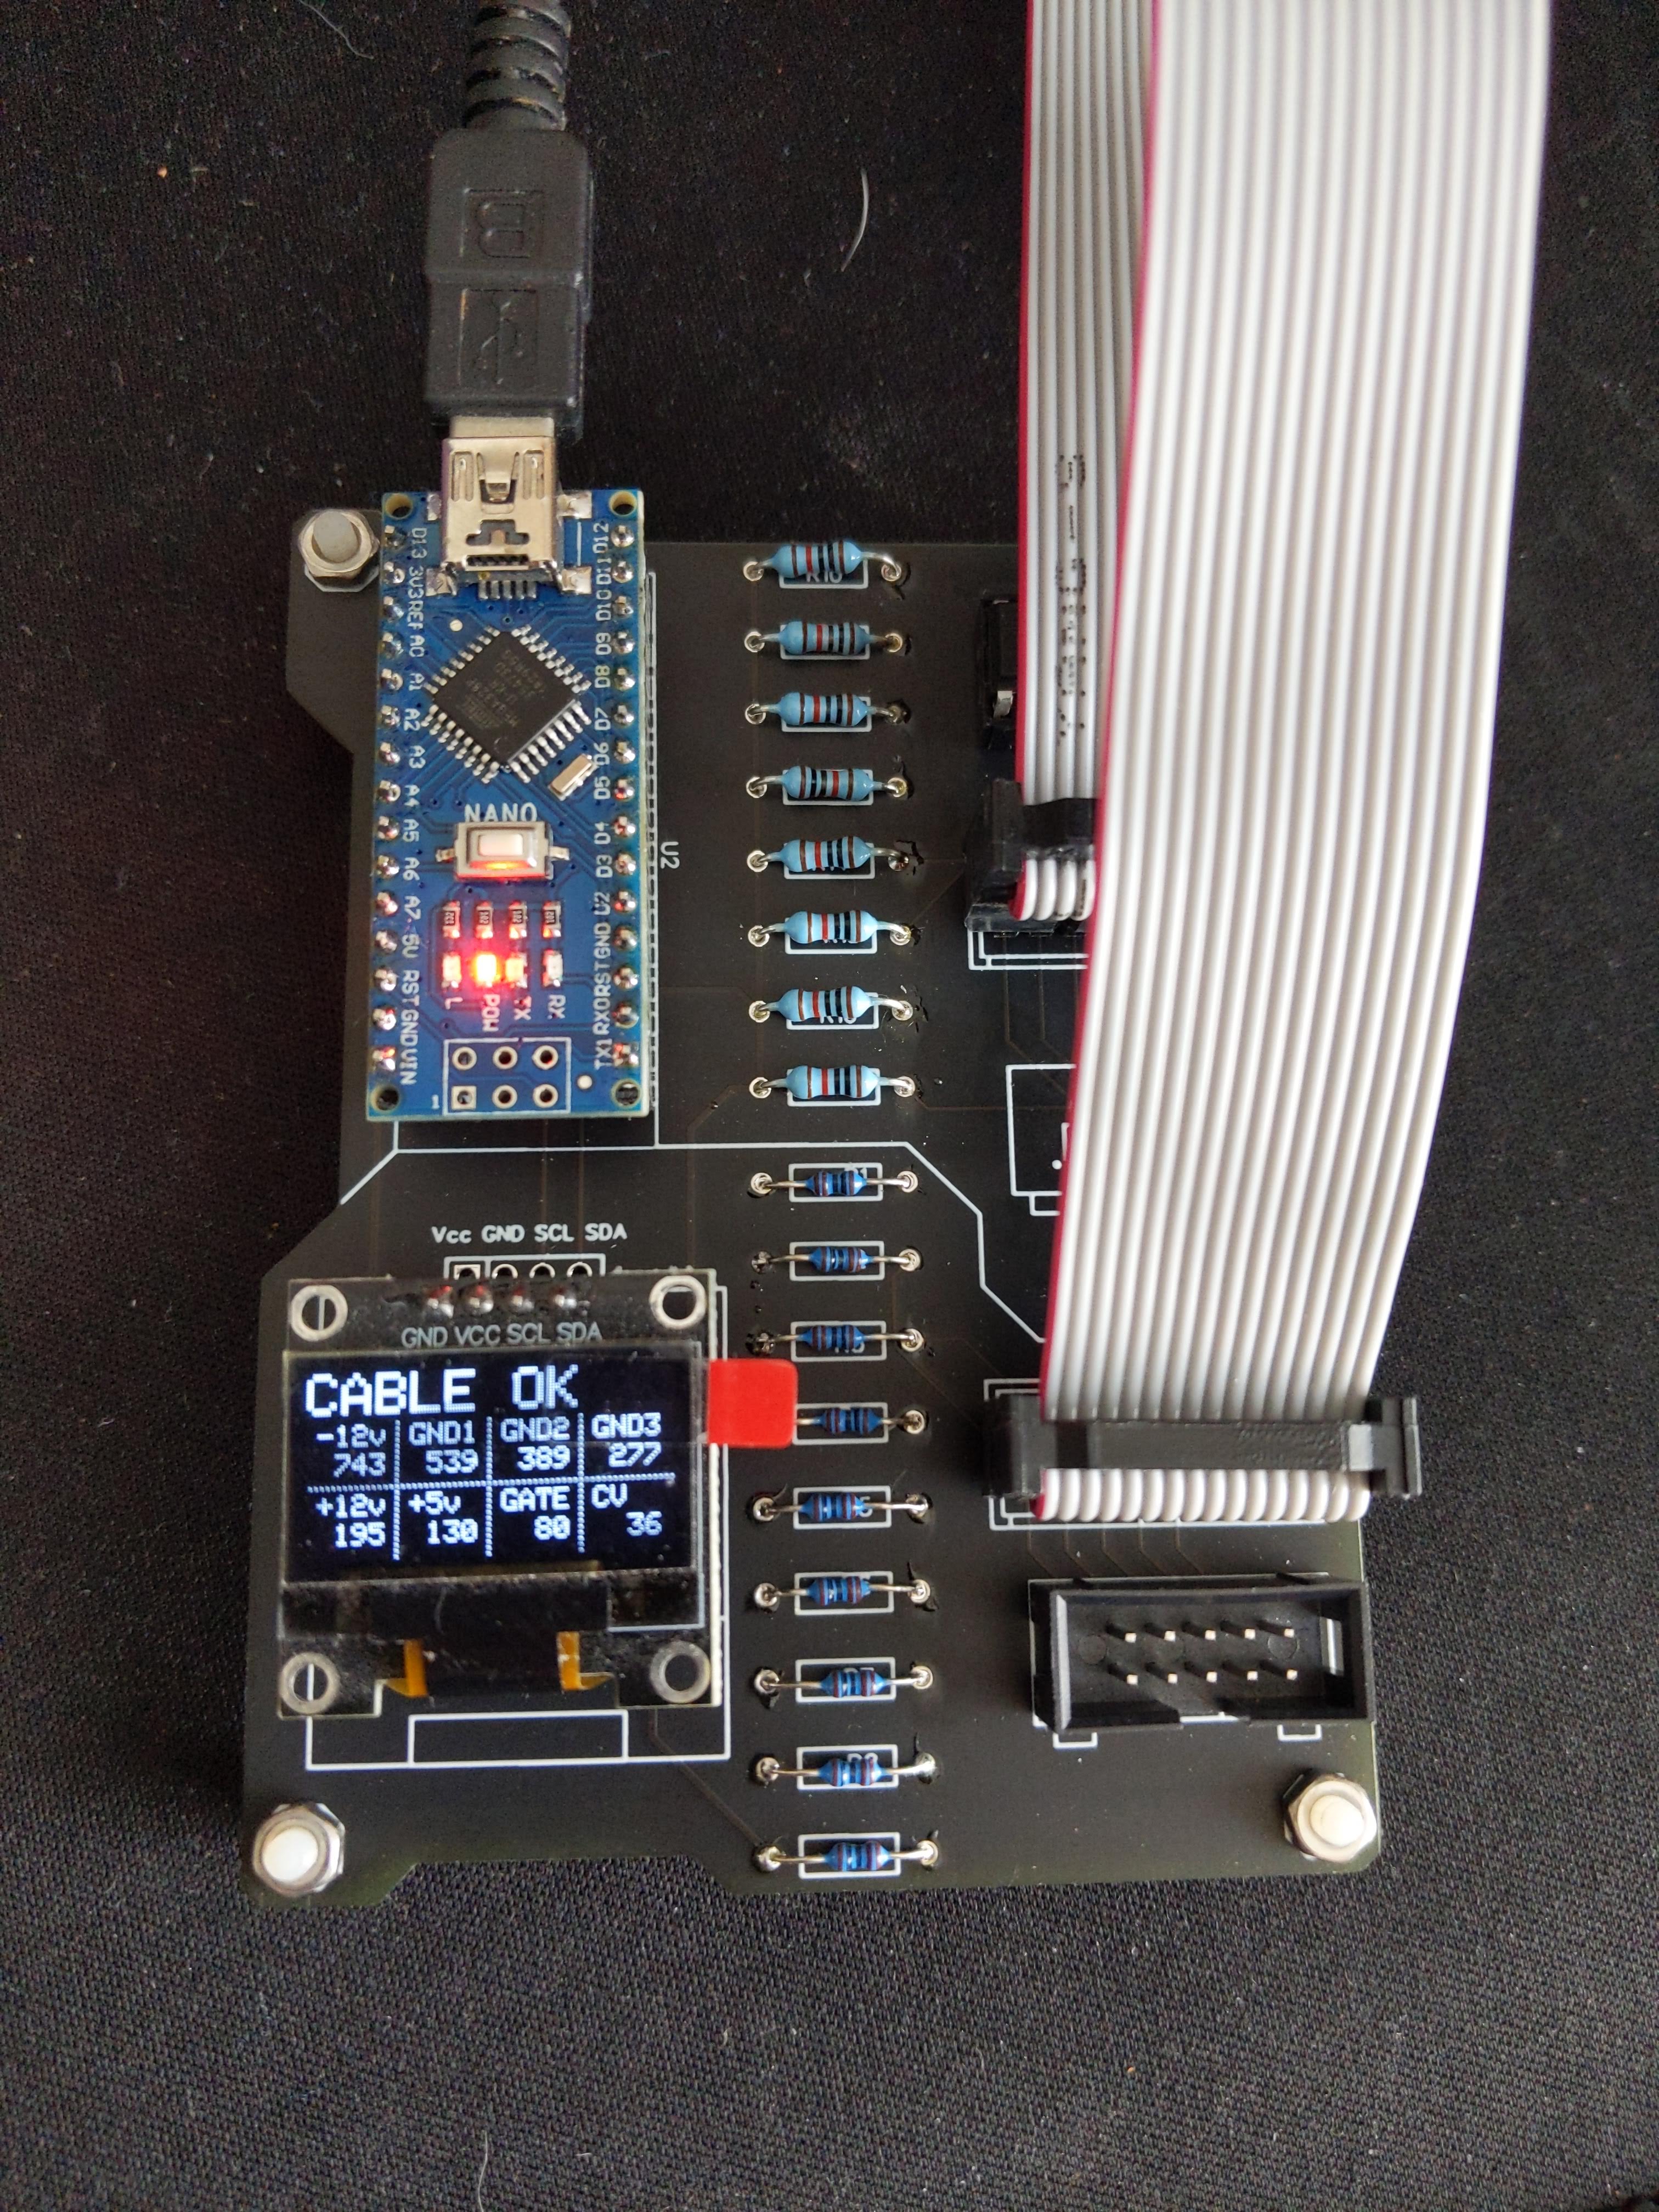 B
D13
3V3
REF
A0
A1
A2
A3
A4
A5
A6
A7
5V
RST
GND
VIN
D12
D11
D10
D9
D8
D7
D6
D5
D4
D3
GND
RST
RX0
TX1
NANO
L
POW
TX
RX
1
U2
Vcc GND SCL SDA
GND VCC SCL SDA
CABLE OK
-12v GND1 GND2 GND3
743 539 389 277
+12v +5v GATE CV
195 130 80 36